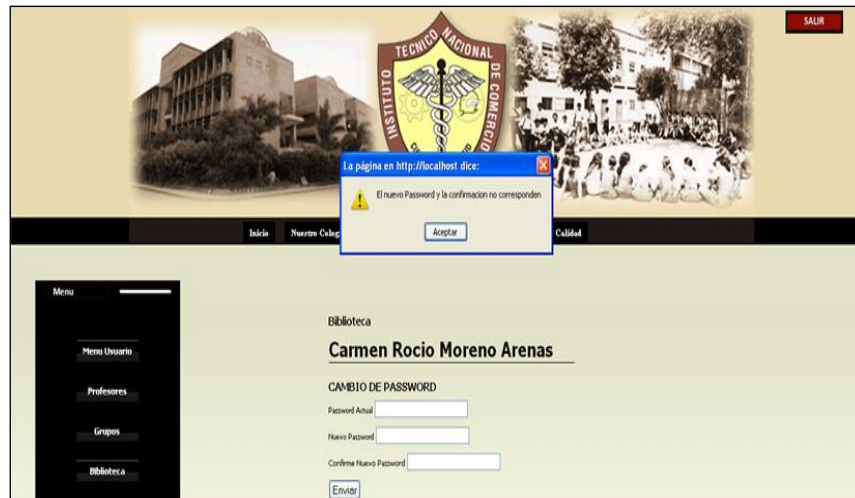 SALIR
INSTITUTO TECNICO NACIONAL DE COMERCIO
La página en http://localhost dice:
El nuevo Password y la confirmacion no corresponden
Aceptar
Inicio Nuertro Coleg Calidad
Menu
Menu Usuario
Profesores
Grupos
Biblioteca
Biblioteca
Carmen Rocio Moreno Arenas
CAMBIO DE PASSWORD
Password Actual
Nuevo Password
Confirme Nuevo Password
Enviar